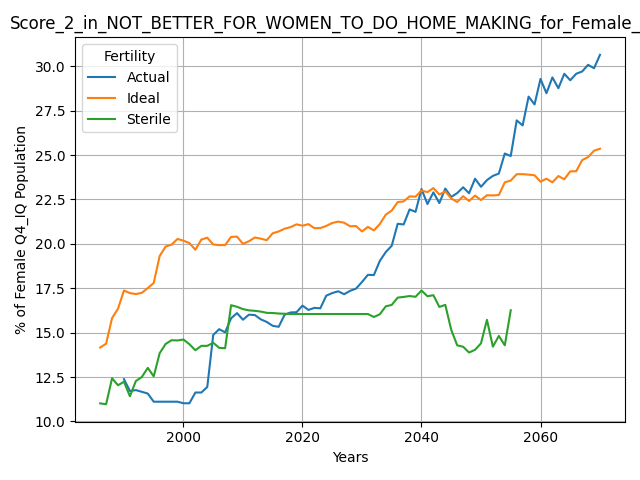 Score_2_in_NOT_BETTER_FOR_WOMEN_TO_DO_HOME_MAKING_for_Female_
Fertility
Actual
Ideal
Sterile
% of Female Q4_IQ Population
30.0
27.5
25.0
22.5
20.0
17.5
15.0
12.5
10.0
2000 2020 2040 2060
Years